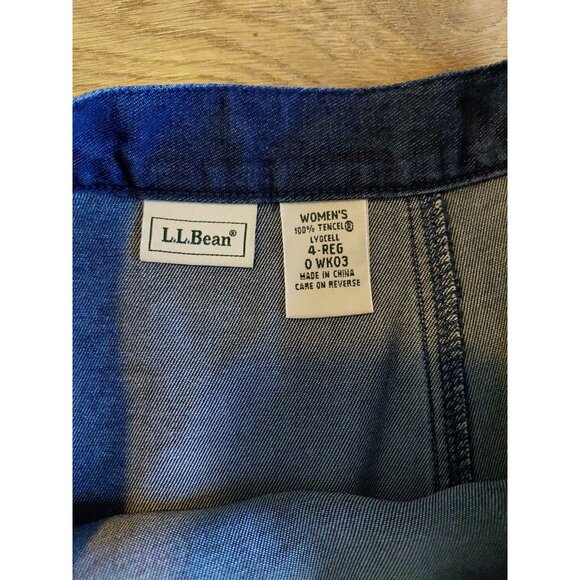 L.L.Bean®
WOMEN'S
100% TENCEL®
LYOCELL
4-REG
0 WK03
MADE IN CHINA
CARE ON REVERSE